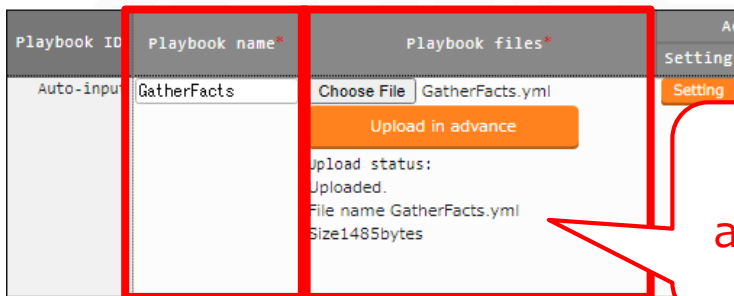 Playbook ID Playbook name* Playbook files*
Setting
Auto-input GatherFacts Choose File GatherFacts.yml Setting
Upload in advance
Upload status:
Uploaded.
File name GatherFacts.yml
Size1485bytes
a